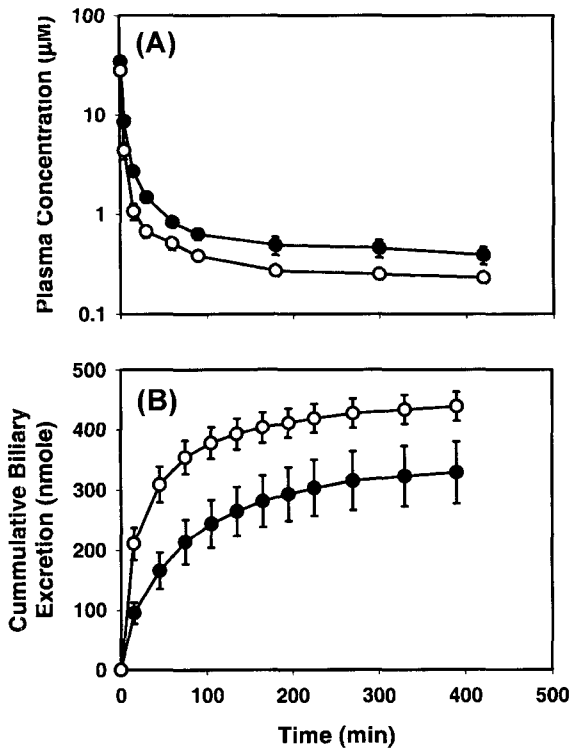 (A)
Plasma Concentration (μM)
100
10
1
0.1
(B)
Cummulative Biliary
Excretion (nmole)
500
400
300
200
100
0
0 100 200 300 400 500
Time (min)